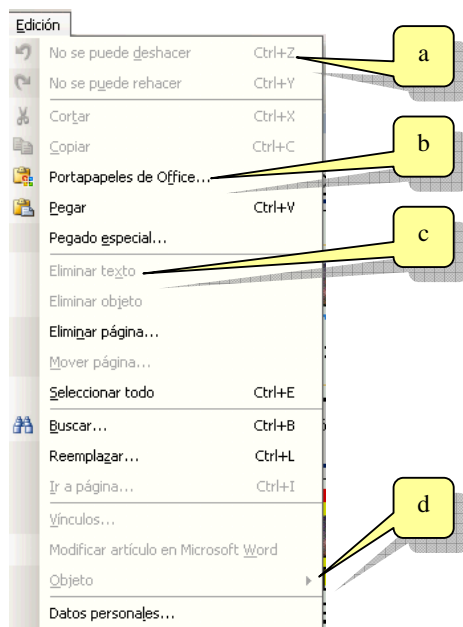 Edición
No se puede deshacer Ctrl+Z
a
No se puede rehacer Ctrl+Y
Cortar Ctrl+X
Copiar Ctrl+C
b
Portapapeles de Office...
Pegar Ctrl+V
Pegado especial...
c
Eliminar texto
Eliminar objeto
Eliminar página...
Mover página...
Seleccionar todo Ctrl+E
Buscar... Ctrl+B
Reemplazar... Ctrl+L
Ir a página... Ctrl+I
d
Vínculos...
Modificar artículo en Microsoft Word
Objeto
Datos personales...